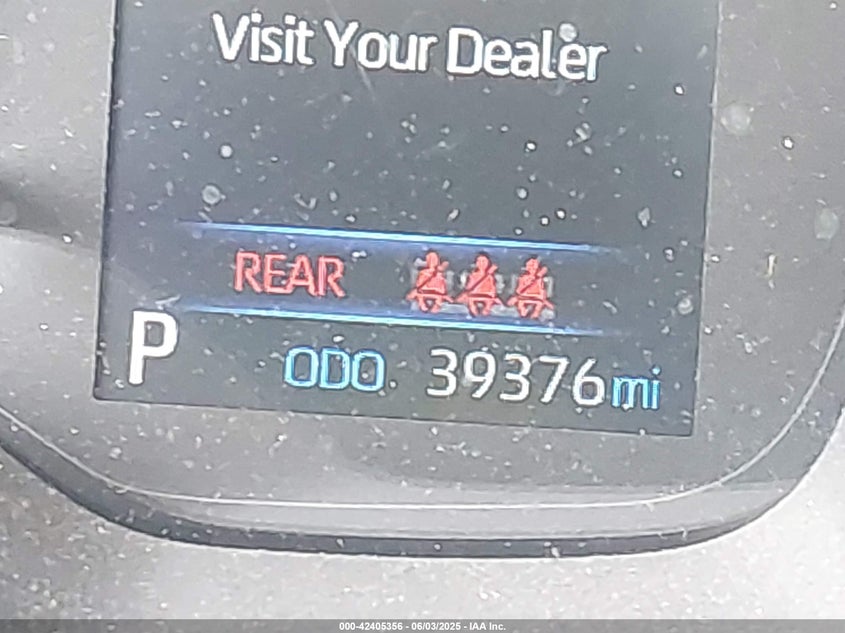 Visit Your Dealer
REAR
P ODO 39376mi
000-42405356 - 06/03/2025 - IAA Inc.